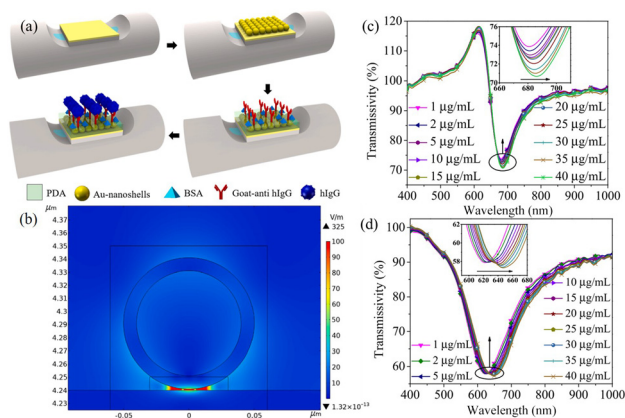 (a)
PDA Au-nanoshells BSA Goat-anti hIgG hIgG
(b)
μm
4.37
4.36
4.35
4.34
4.33
4.32
4.31
4.30
4.29
4.28
4.27
4.26
4.25
4.24
4.23
-0.05 0 0.05 μm
V/m
▲ 325
100
90
80
70
60
50
40
30
20
10
0
▼ 1.32×10⁻¹³
(c)
Transmissivity (%)
120
110
100
90
80
70
76
75
74
73
72
71
70
660 680 700
1 μg/mL
2 μg/mL
5 μg/mL
10 μg/mL
15 μg/mL
20 μg/mL
25 μg/mL
30 μg/mL
35 μg/mL
40 μg/mL
400 500 600 700 800 900 1000
Wavelength (nm)
(d)
Transmissivity (%)
100
90
80
70
60
62
60
58
600 620 640 660 680
1 μg/mL
2 μg/mL
5 μg/mL
10 μg/mL
15 μg/mL
20 μg/mL
25 μg/mL
30 μg/mL
35 μg/mL
40 μg/mL
400 500 600 700 800 900 1000
Wavelength (nm)